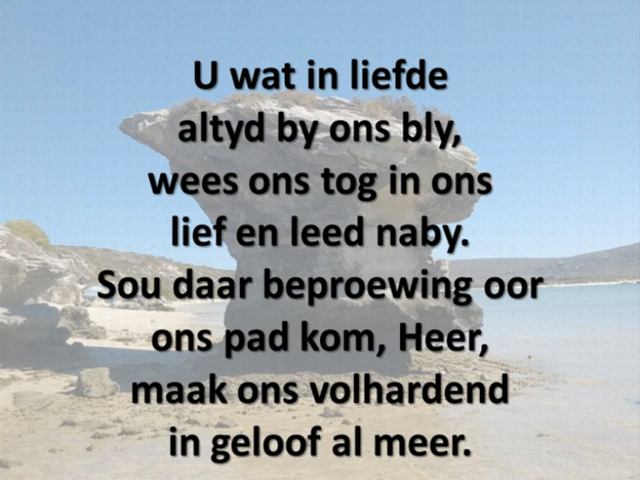 U wat in liefde
altyd by ons bly,
wees ons tog in ons
lief en leed naby.
Sou daar beproewing oor
ons pad kom, Heer,
maak ons volhardend
in geloof al meer.